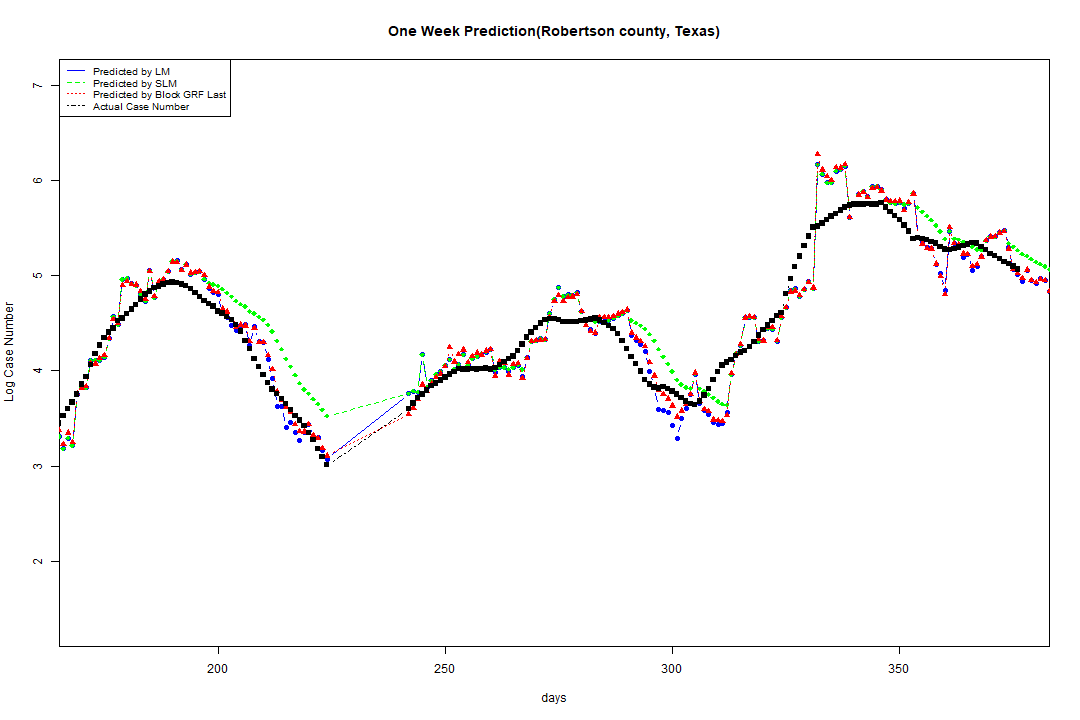 One Week Prediction(Robertson county, Texas)
Predicted by LM
Predicted by SLM
Predicted by Block GRF Last
Actual Case Number
7
6
5
4
3
2
Log Case Number
200 250 300 350
days